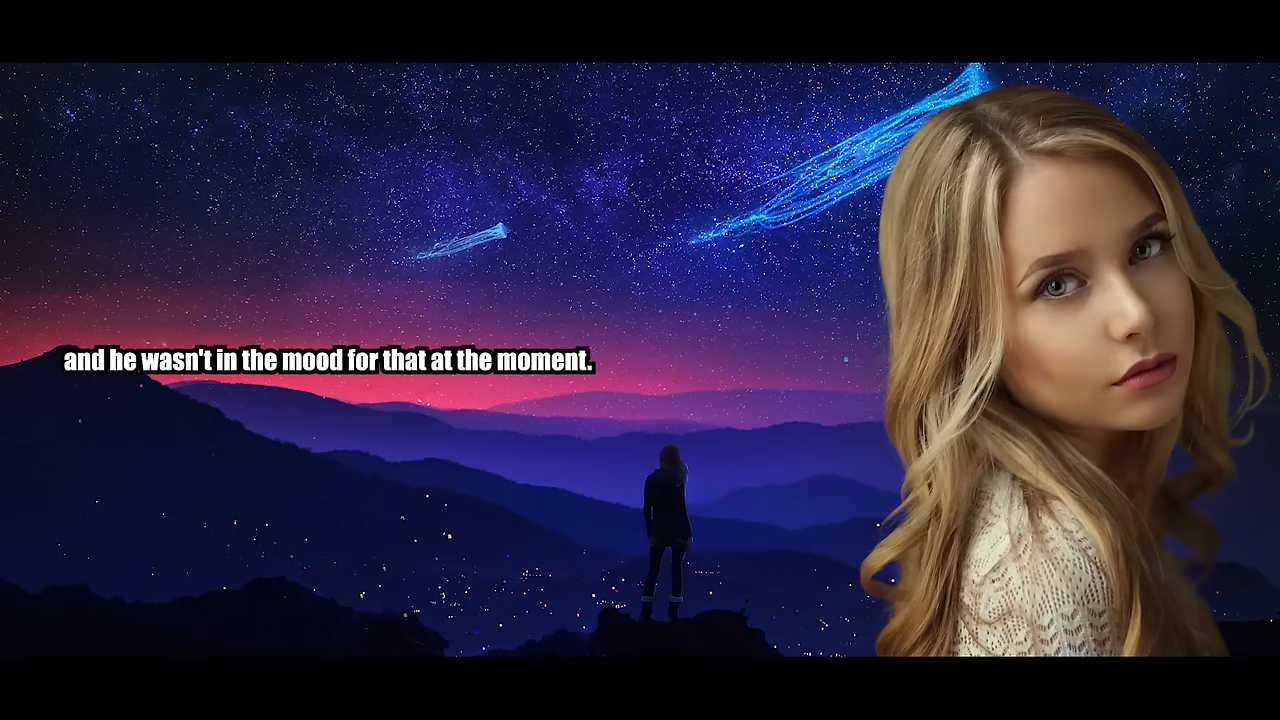 and he wasn't in the mood for that at the moment.